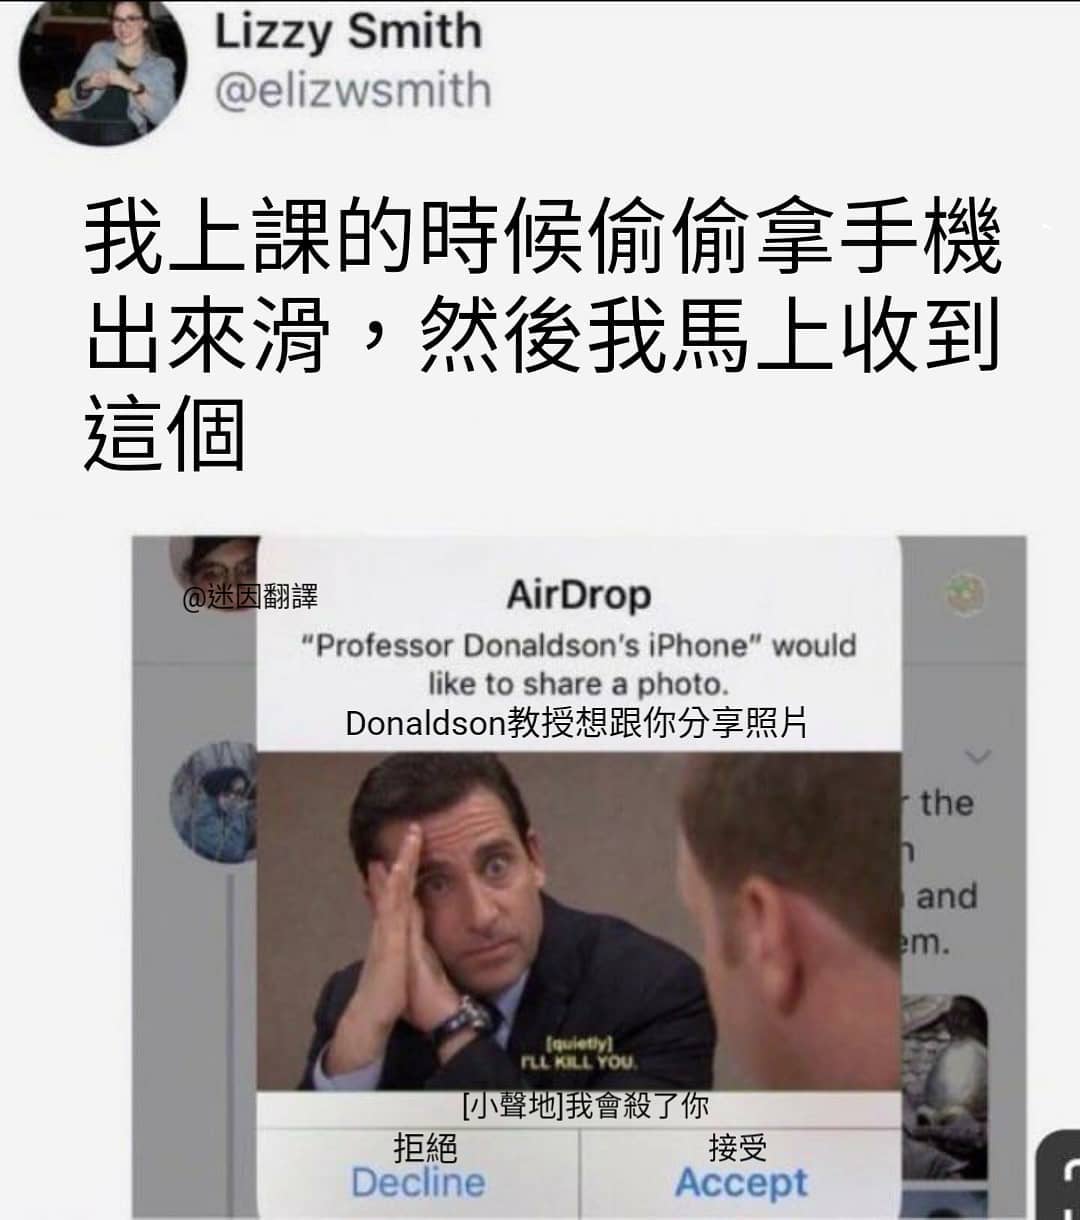 Lizzy Smith
@elizwsmith
我上課的時候偷偷拿手機
出來滑，然後我馬上收到
這個
@迷因翻譯
AirDrop
“Professor Donaldson’s iPhone” would
like to share a photo.
Donaldson教授想跟你分享照片
the
and
[quietly]
I'LL KILL YOU.
[小聲地]我會殺了你
拒絕
接受
Decline
Accept